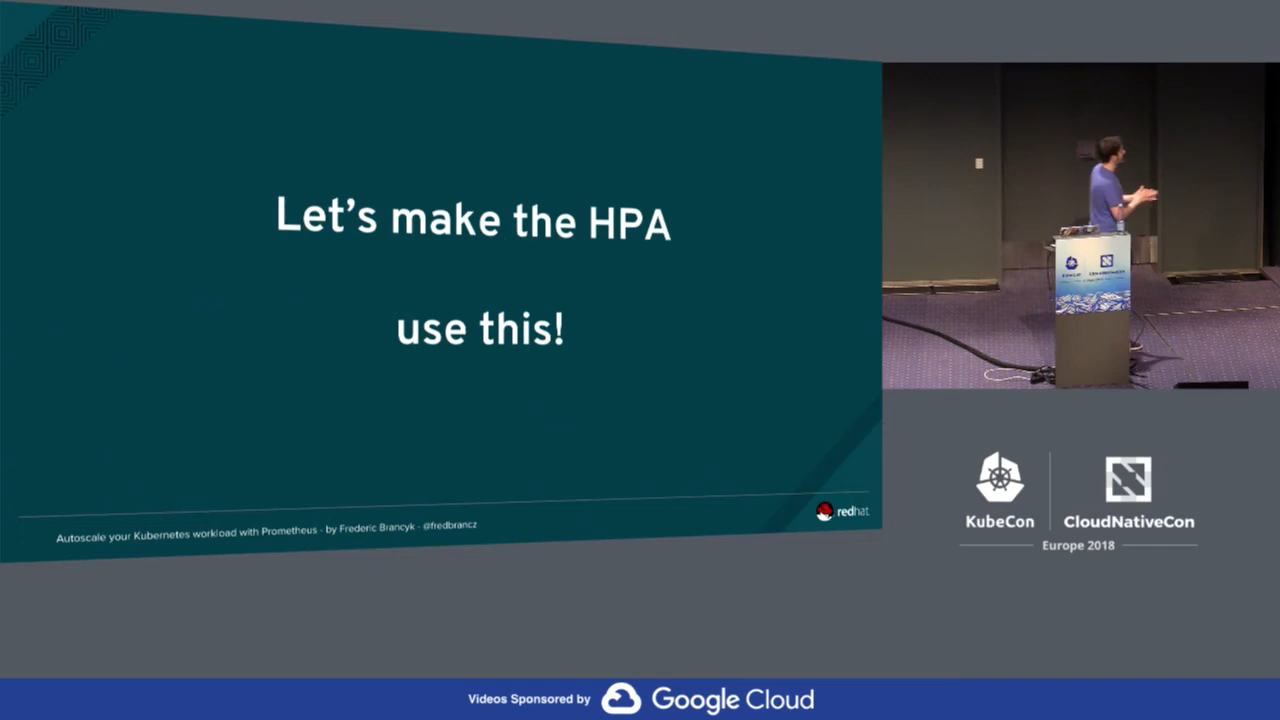 Let's make the HPA
use this!
Autoscale your Kubernetes workload with Prometheus - by Frederic Brancyk - @fredbrancz
redhat.
KubeCon
CloudNativeCon
Europe 2018
Videos Sponsored by Google Cloud